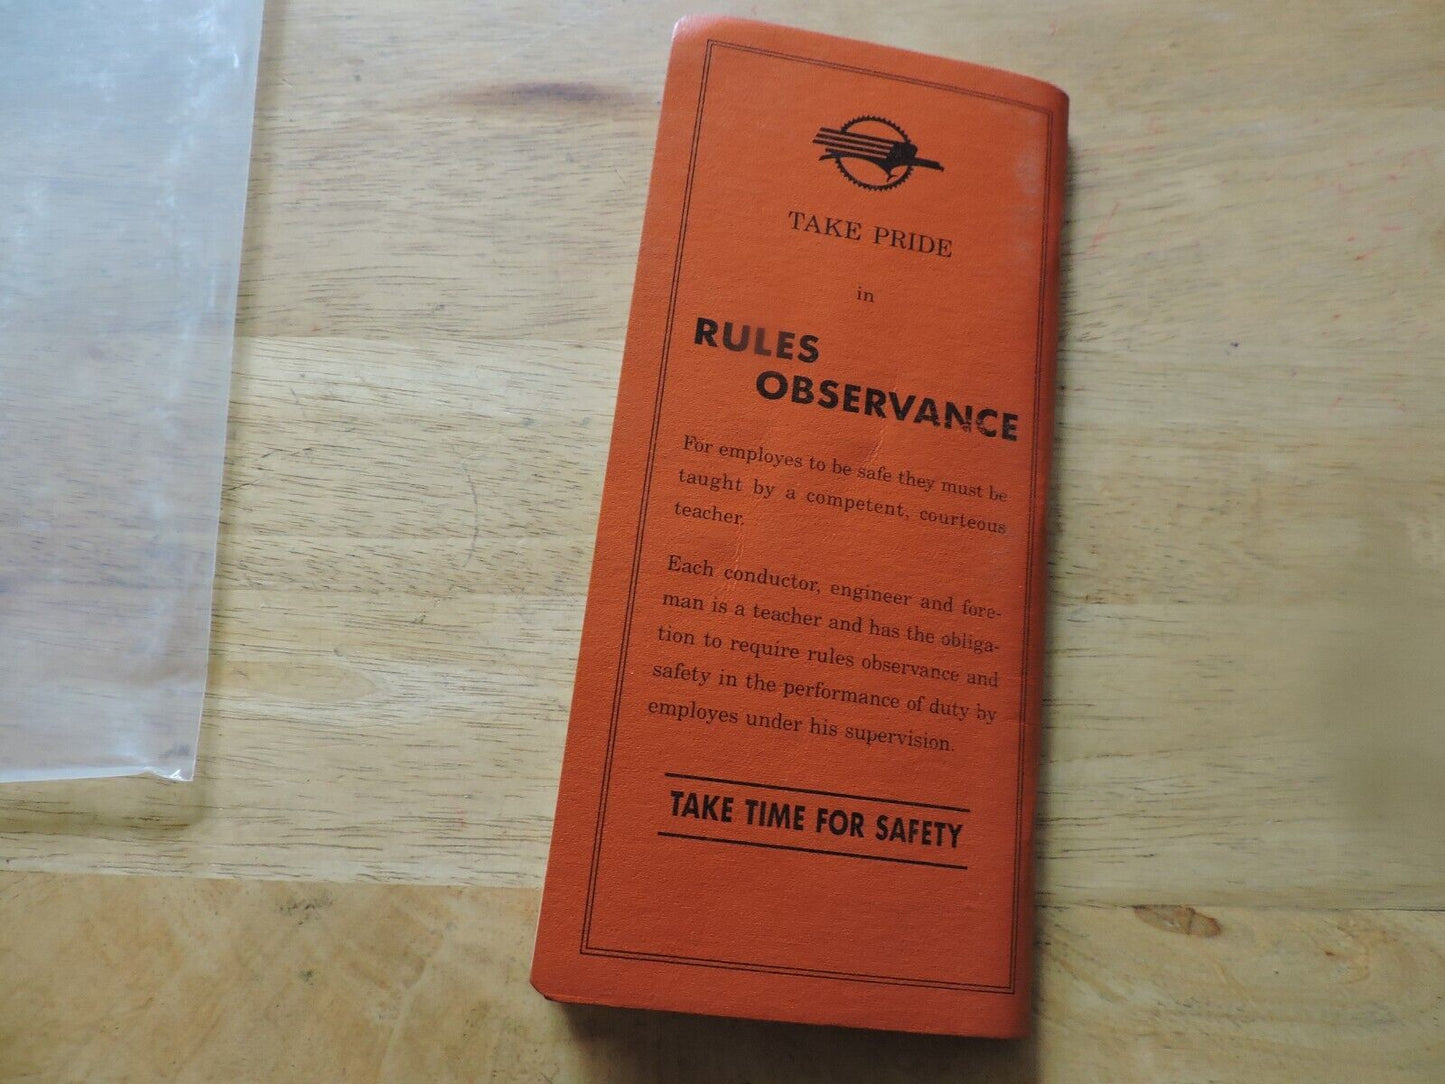 TAKE PRIDE
in
RULES
OBSERVANCE
For employes to be safe they must be
taught by a competent, courteous
teacher.
Each conductor, engineer and fore-
man is a teacher and has the obliga-
tion to require rules observance and
safety in the performance of duty by
employes under his supervision.
TAKE TIME FOR SAFETY